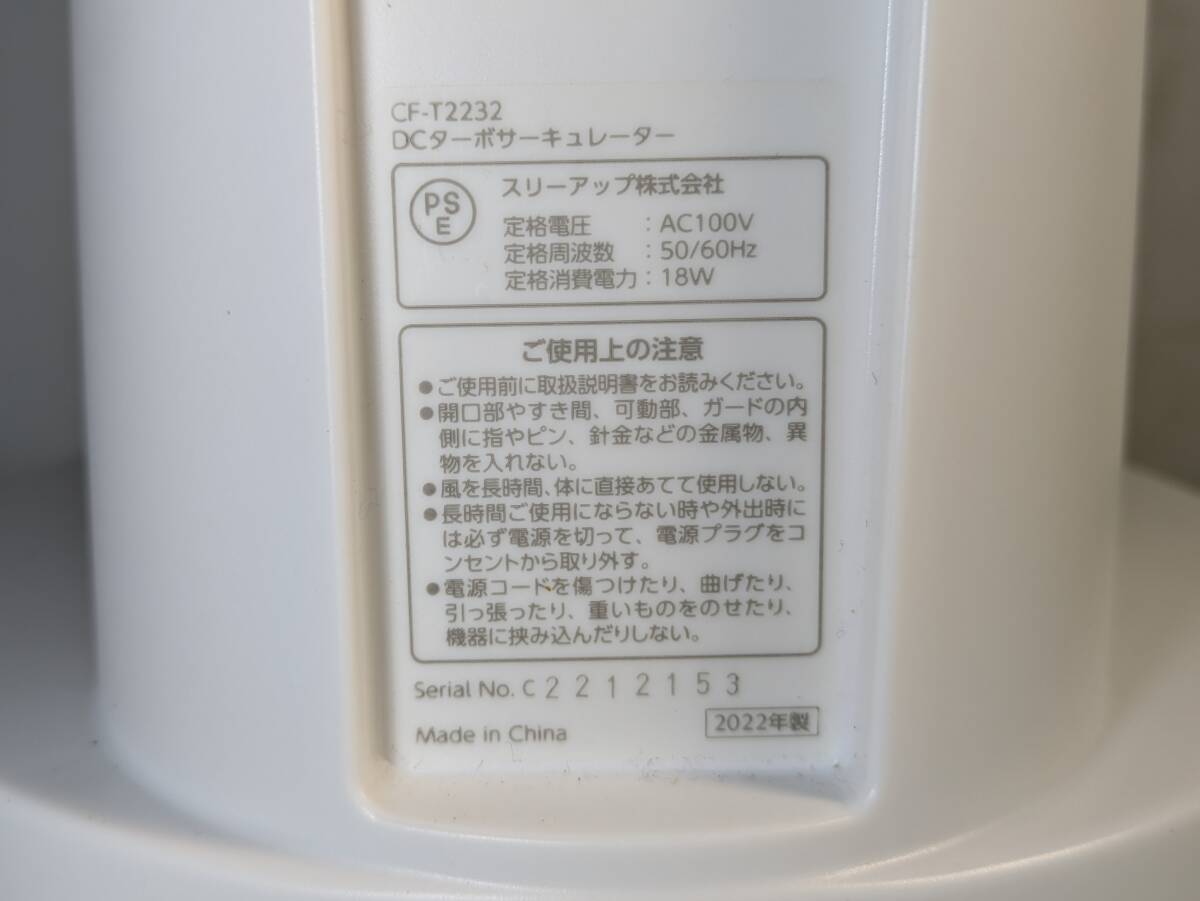 CF-T2232
DCターボサーキュレーター
PS
E
スリーアップ株式会社
定格電圧 : AC100V
定格周波数 : 50/60Hz
定格消費電力 : 18W
ご使用上の注意
●ご使用前に取扱説明書をお読みください。
●開口部やすき間、可動部、ガードの内
側に指やピン、針金などの金属物、異
物を入れない。
●風を長時間、体に直接あてて使用しない。
●長時間ご使用にならない時や外出時に
は必ず電源を切って、電源プラグをコ
ンセントから取り外す。
●電源コードを傷つけたり、曲げたり、
引っ張ったり、重いものをのせたり、
機器に挟み込んだりしない。
Serial No. C2212153
Made in China
2022年製